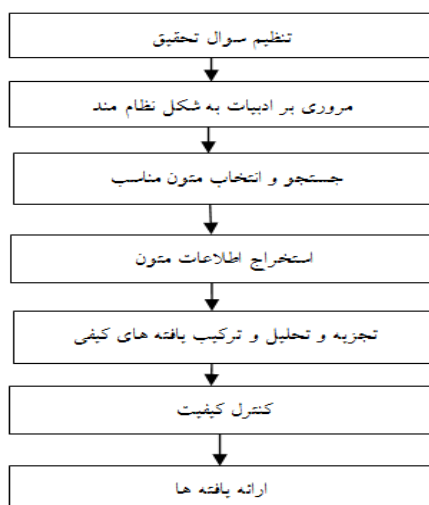 تنظیم سوال تحقیق
مروری بر ادبیات به شکل نظام مند
جستجو و انتخاب متون مناسب
استخراج اطلاعات متون
تجزیه و تحلیل و ترکیب یافته های کیفی
کنترل کیفیت
ارائه یافته ها